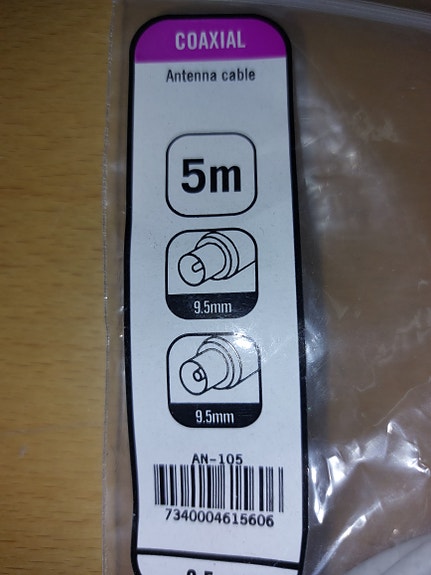 COAXIAL
Antenna cable
5m
9.5mm
9.5mm
AN-105
7340004615606